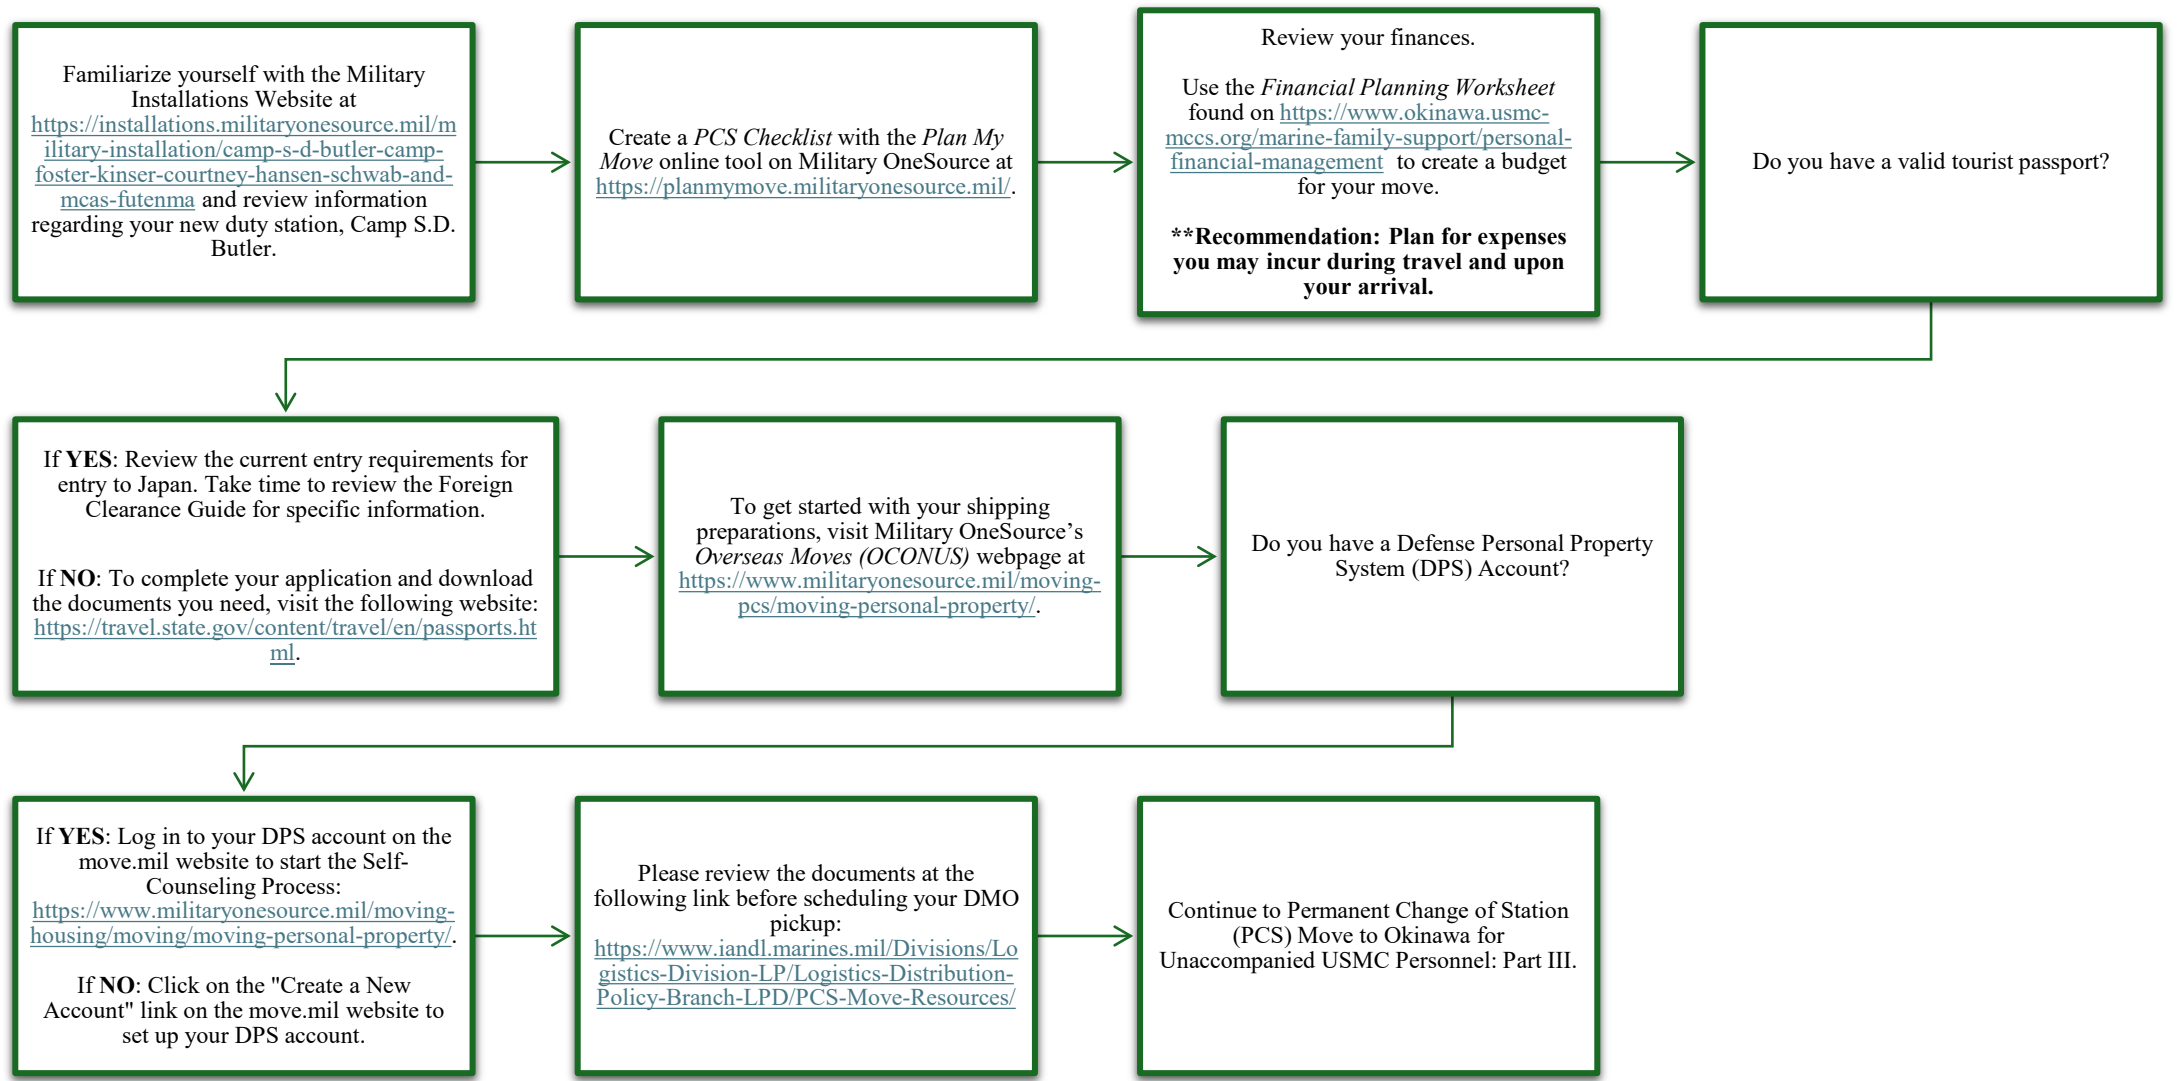 Familiarize yourself with the Military
Installations Website at
https://installations.militaryonesource.mil/m
ilitary-installation/camp-s-d-butler-camp-
foster-kinser-courtney-hansen-schwab-and-
mcas-futenma and review information
regarding your new duty station, Camp S.D.
Butler.
Create a PCS Checklist with the Plan My
Move online tool on Military OneSource at
https://planmymove.militaryonesource.mil/.
Review your finances.
Use the Financial Planning Worksheet
found on https://www.okinawa.usmc-
mccs.org/marine-family-support/personal-
financial-management to create a budget
for your move.
**Recommendation: Plan for expenses
you may incur during travel and upon
your arrival.
Do you have a valid tourist passport?
If YES: Review the current entry requirements for
entry to Japan. Take time to review the Foreign
Clearance Guide for specific information.
If NO: To complete your application and download
the documents you need, visit the following website:
https://travel.state.gov/content/travel/en/passports.ht
ml.
To get started with your shipping
preparations, visit Military OneSource’s
Overseas Moves (OCONUS) webpage at
https://www.militaryonesource.mil/moving-
pcs/moving-personal-property/.
Do you have a Defense Personal Property
System (DPS) Account?
If YES: Log in to your DPS account on the
move.mil website to start the Self-
Counseling Process:
https://www.militaryonesource.mil/moving-
housing/moving/moving-personal-property/.
If NO: Click on the "Create a New
Account" link on the move.mil website to
set up your DPS account.
Please review the documents at the
following link before scheduling your DMO
pickup:
https://www.iandl.marines.mil/Divisions/Lo
gistics-Division-LP/Logistics-Distribution-
Policy-Branch-LPD/PCS-Move-Resources/
Continue to Permanent Change of Station
(PCS) Move to Okinawa for
Unaccompanied USMC Personnel: Part III.